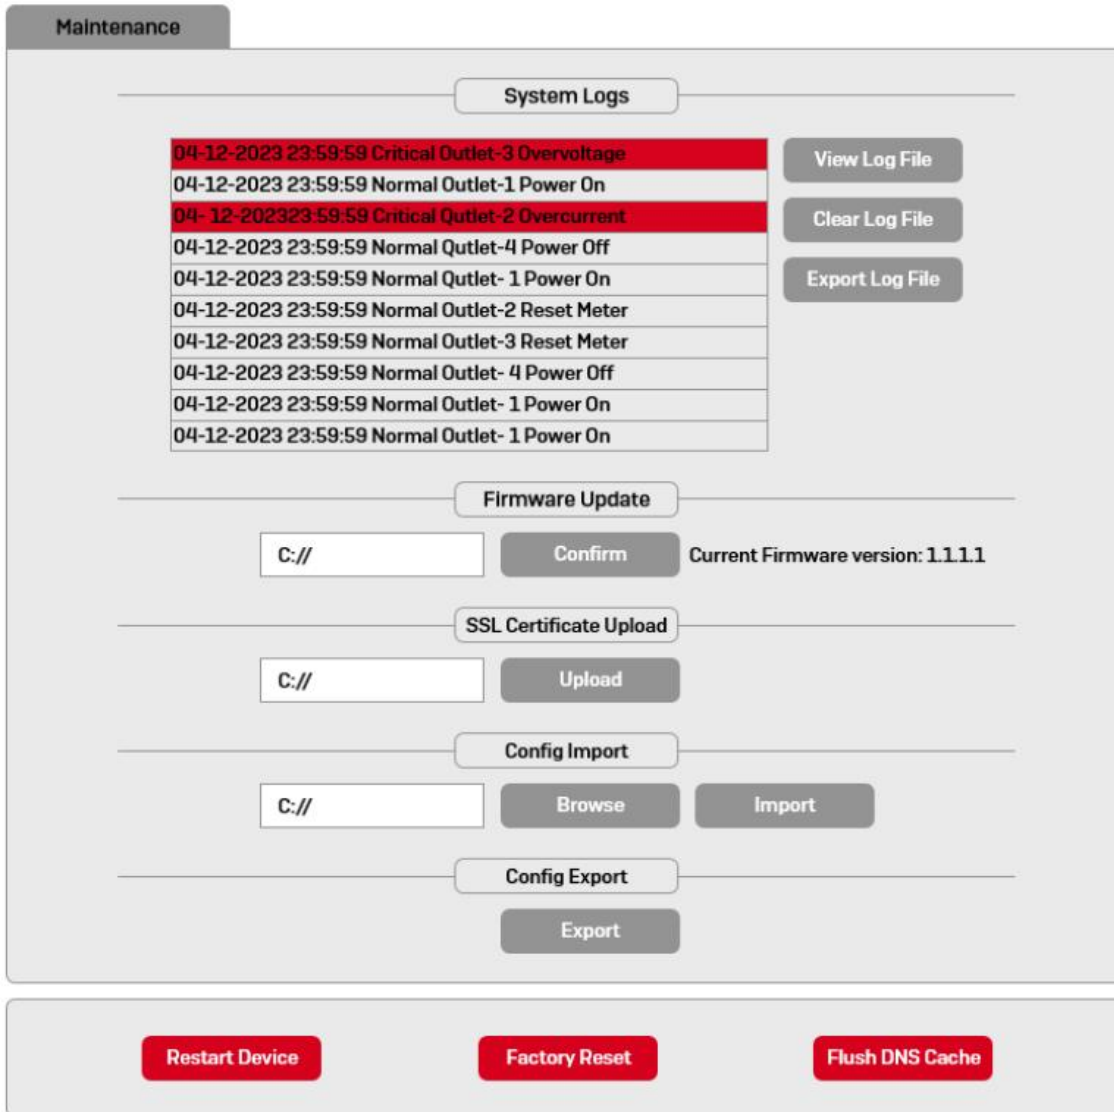 Maintenance
System Logs
04-12-2023 23:59:59 Critical Outlet-3 Overvoltage
04-12-2023 23:59:59 Normal Outlet-1 Power On
04- 12-202323:59:59 Critical Qutlet-2 Overcurrent
04-12-2023 23:59:59 Normal Qutlet-4 Power Off
04-12-2023 23:59:59 Normal Qutlet- 1 Power On
04-12-2023 23:59:59 Normal Outlet-2 Reset Meter
04-12-2023 23:59:59 Normal Outlet-3 Reset Meter
04-12-2023 23:59:59 Normal Outlet- 4 Power Off
04-12-2023 23:59:59 Normal Outlet- 1 Power On
04-12-2023 23:59:59 Normal Outlet- 1 Power On
View Log File
Clear Log File
Export Log File
Firmware Update
C:// Confirm Current Firmware version: 1.1.1.1
SSL Certificate Upload
C:// Upload
Config Import
C:// Browse Import
Config Export
Export
Restart Device Factory Reset Flush DNS Cache